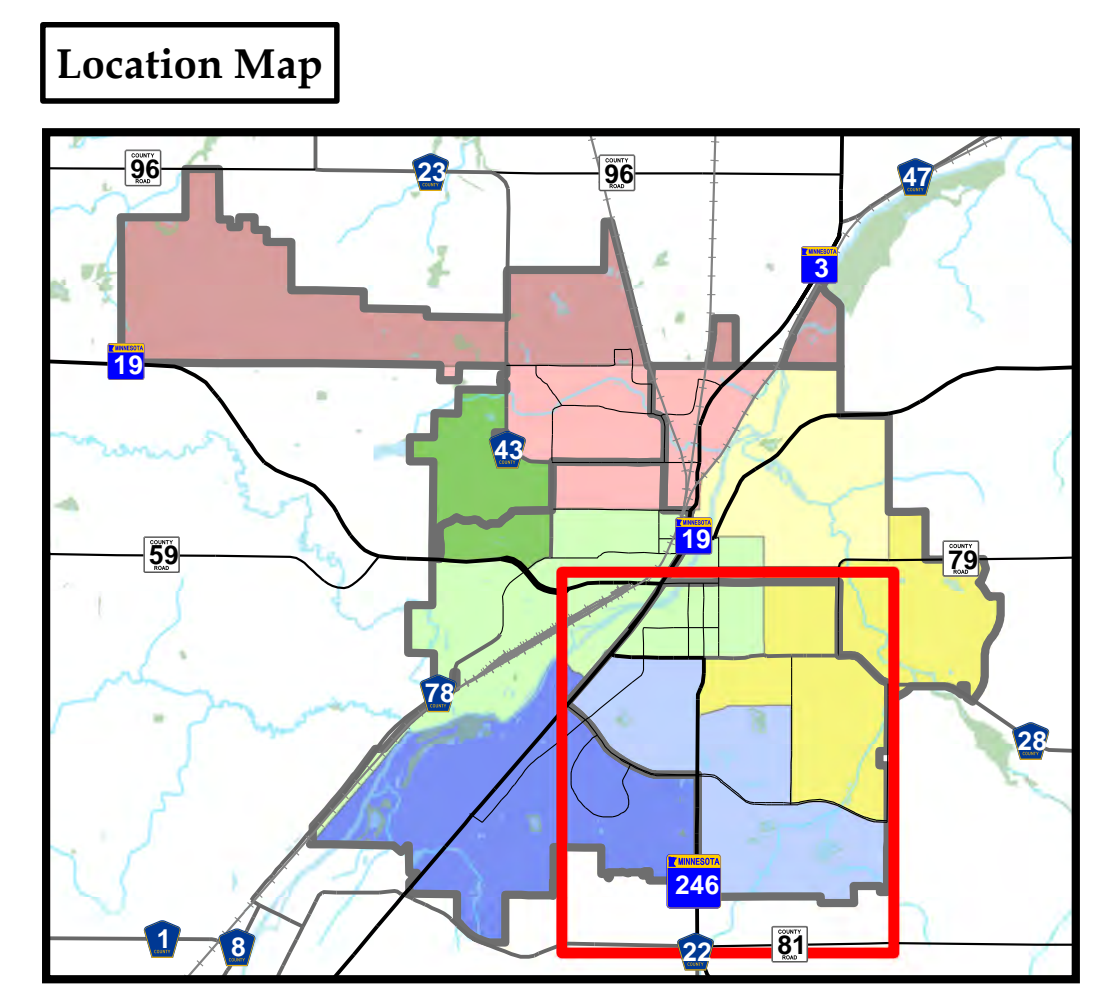 Location Map
COUNTY
96
ROAD
23
COUNTY
COUNTY
96
ROAD
47
COUNTY
MINNESOTA
3
MINNESOTA
19
43
COUNTY
MINNESOTA
19
COUNTY
59
ROAD
COUNTY
79
ROAD
78
COUNTY
28
COUNTY
MINNESOTA
246
1
COUNTY
8
COUNTY
22
COUNTY
COUNTY
81
ROAD